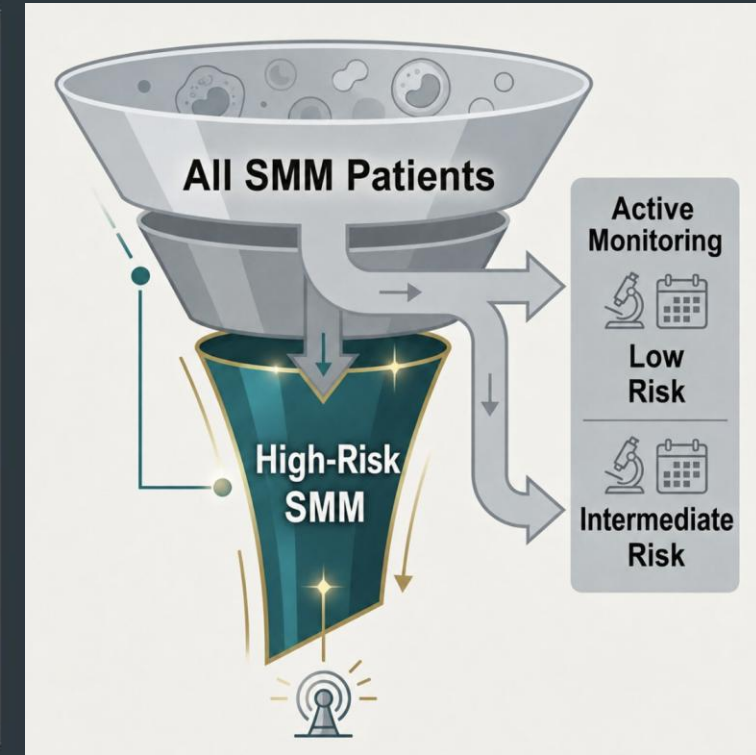 All SMM Patients
Active
Monitoring
Low
Risk
High-Risk
SMM
Intermediate
Risk